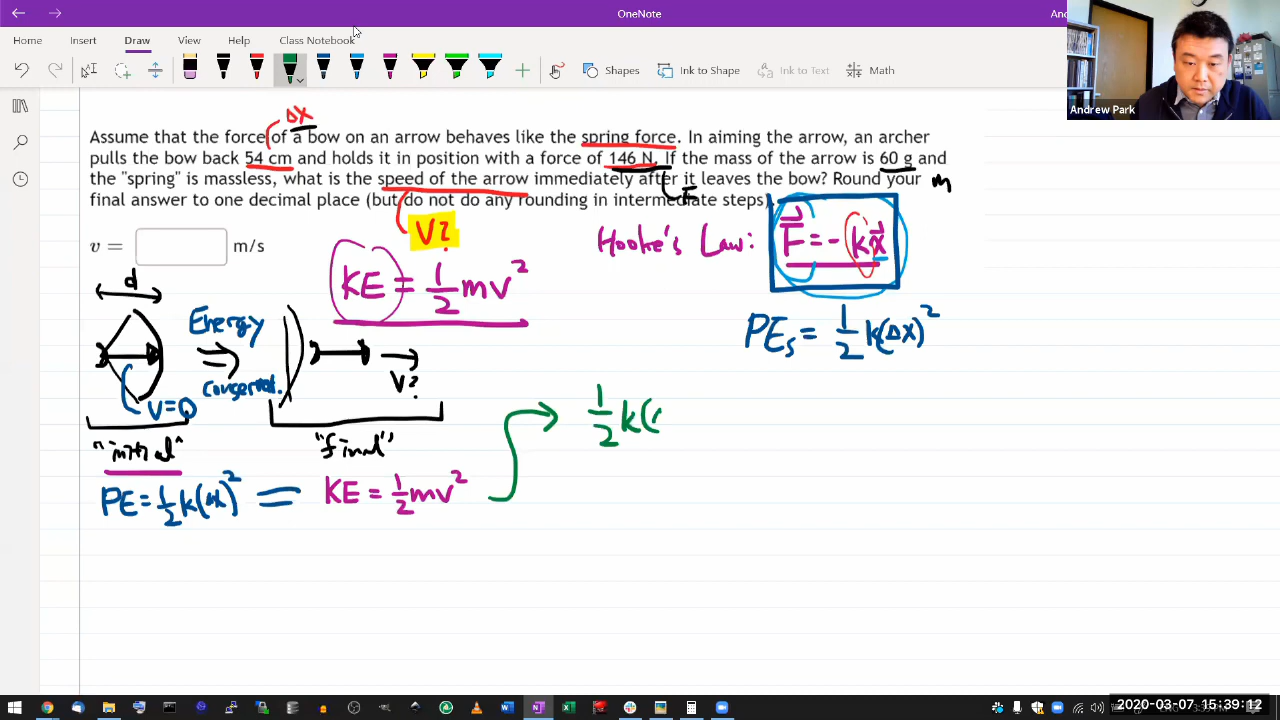 OneNote
An
Home Insert Draw View Help Class Notebook
Shapes Ink to Shape Ink to Text Math
Andrew Park
Δx
Assume that the force of a bow on an arrow behaves like the spring force. In aiming the arrow, an archer
pulls the bow back 54 cm and holds it in position with a force of 146 N. If the mass of the arrow is 60 g and
the "spring" is massless, what is the speed of the arrow immediately after it leaves the bow? Round your
m
F
final answer to one decimal place (but do not do any rounding in intermediate steps).
V?
v = m/s
Hooke's Law: F⃗ = - kx⃗
KE = 1/2 mv²
d
Energy
conserved.
PEs = 1/2 k(Δx)²
V=0
V?
1/2 k(
"initial" "final"
PE = 1/2 k(Δx)² = KE = 1/2 mv²
2020-03-07 15:39:12